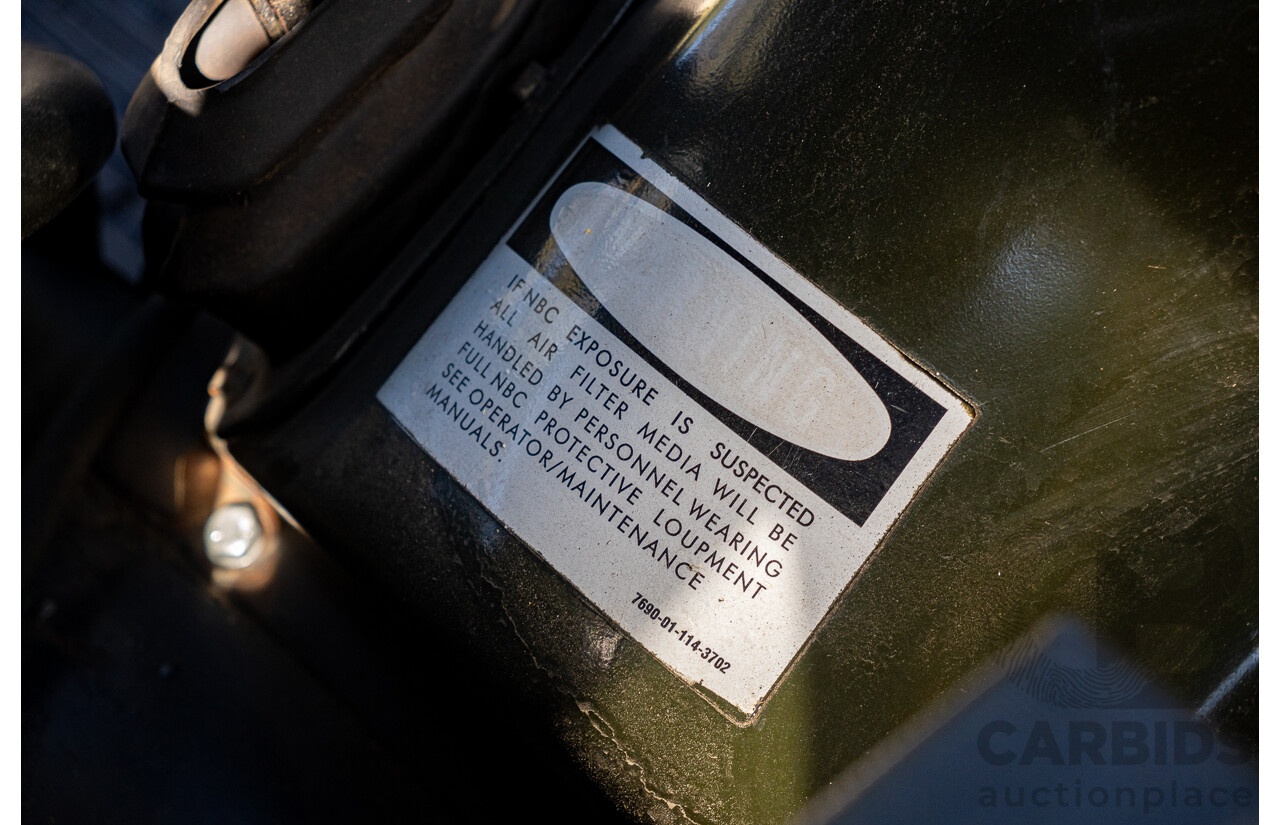 IF NBC EXPOSURE IS SUSPECTED
ALL AIR FILTER MEDIA WILL BE
HANDLED BY PERSONNEL WEARING
FULL NBC PROTECTIVE LOUPMENT
SEE OPERATOR/MAINTENANCE
MANUALS.
7690-01-114-3702
CARBIDS
auctionplace